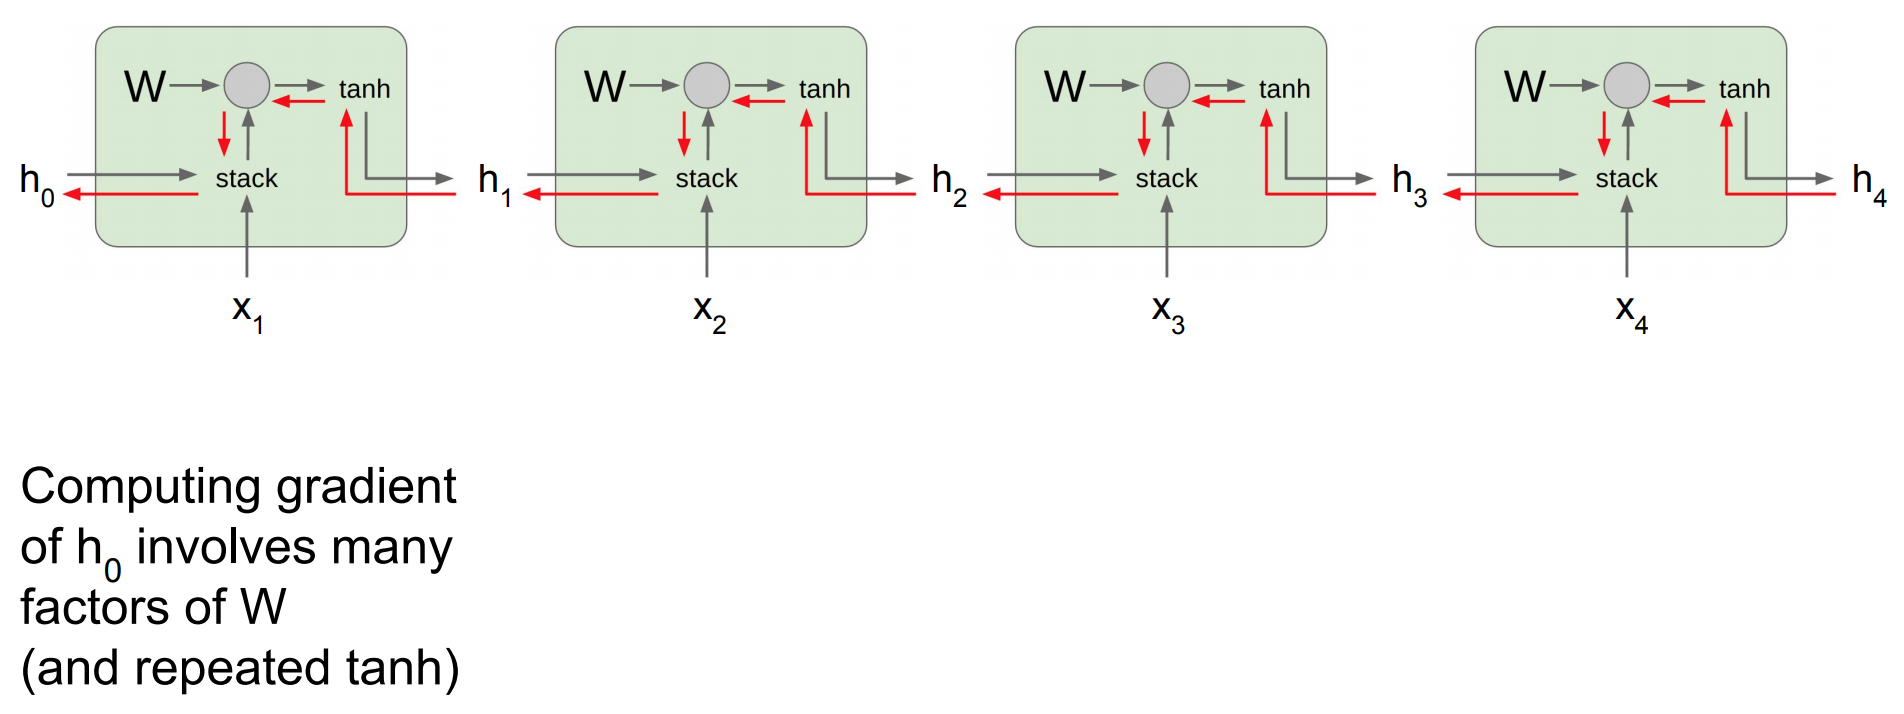 W tanh W tanh W tanh W tanh
h0 stack h1 stack h2 stack h3 stack h4
x1 x2 x3 x4
Computing gradient
of h0 involves many
factors of W
(and repeated tanh)